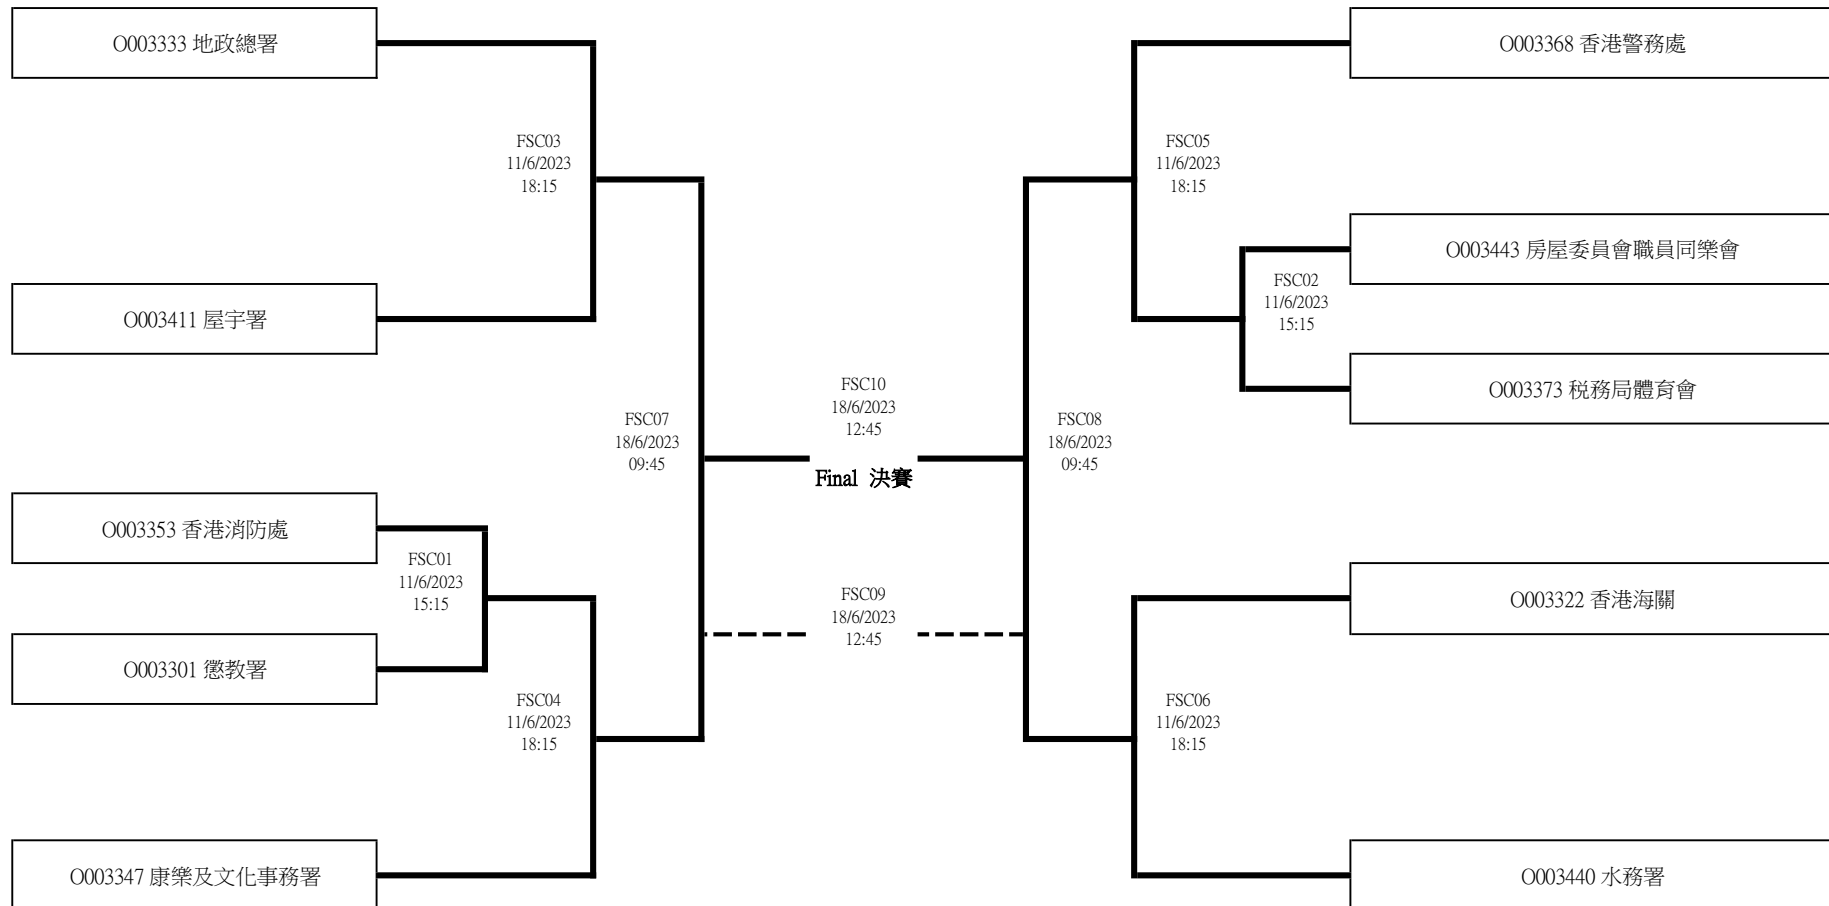 O003333 地政總署
O003368 香港警務處
FSC03
11/6/2023
18:15
FSC05
11/6/2023
18:15
O003443 房屋委員會職員同樂會
FSC02
11/6/2023
15:15
O003411 屋宇署
O003373 税務局體育會
FSC10
18/6/2023
12:45
FSC07
18/6/2023
09:45
FSC08
18/6/2023
09:45
Final 決賽
O003353 香港消防處
FSC01
11/6/2023
15:15
FSC09
18/6/2023
12:45
O003322 香港海關
O003301 懲教署
FSC04
11/6/2023
18:15
FSC06
11/6/2023
18:15
O003347 康樂及文化事務署
O003440 水務署